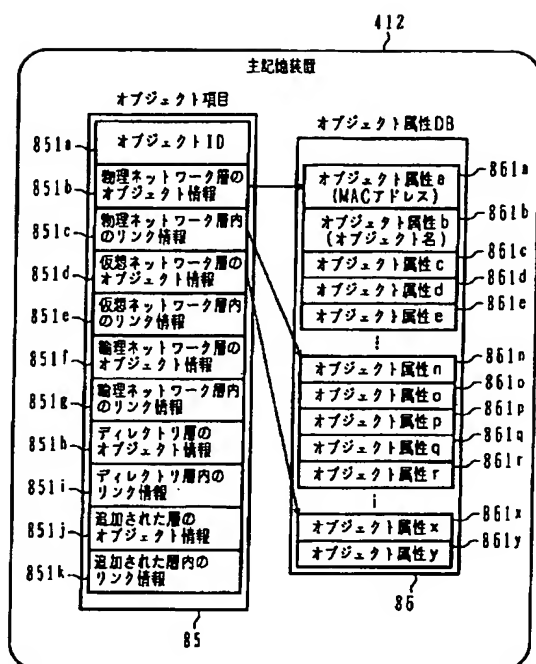 412
主記憶装置
オブジェクト項目
851a
オブジェクトID
851b
物理ネットワーク層の
オブジェクト情報
851c
物理ネットワーク層内
のリンク情報
851d
仮想ネットワーク層の
オブジェクト情報
851e
仮想ネットワーク層内
のリンク情報
851f
論理ネットワーク層の
オブジェクト情報
851g
論理ネットワーク層内
のリンク情報
851h
ディレクトリ層の
オブジェクト情報
851i
ディレクトリ層内の
リンク情報
851j
追加された層の
オブジェクト情報
851k
追加された層内の
リンク情報
85
オブジェクト属性DB
オブジェクト属性a
(MACアドレス)
861a
オブジェクト属性b
(オブジェクト名)
861b
オブジェクト属性c
861c
オブジェクト属性d
861d
オブジェクト属性e
861e
オブジェクト属性n
861n
オブジェクト属性o
861o
オブジェクト属性p
861p
オブジェクト属性q
861q
オブジェクト属性r
861r
オブジェクト属性x
861x
オブジェクト属性y
861y
86